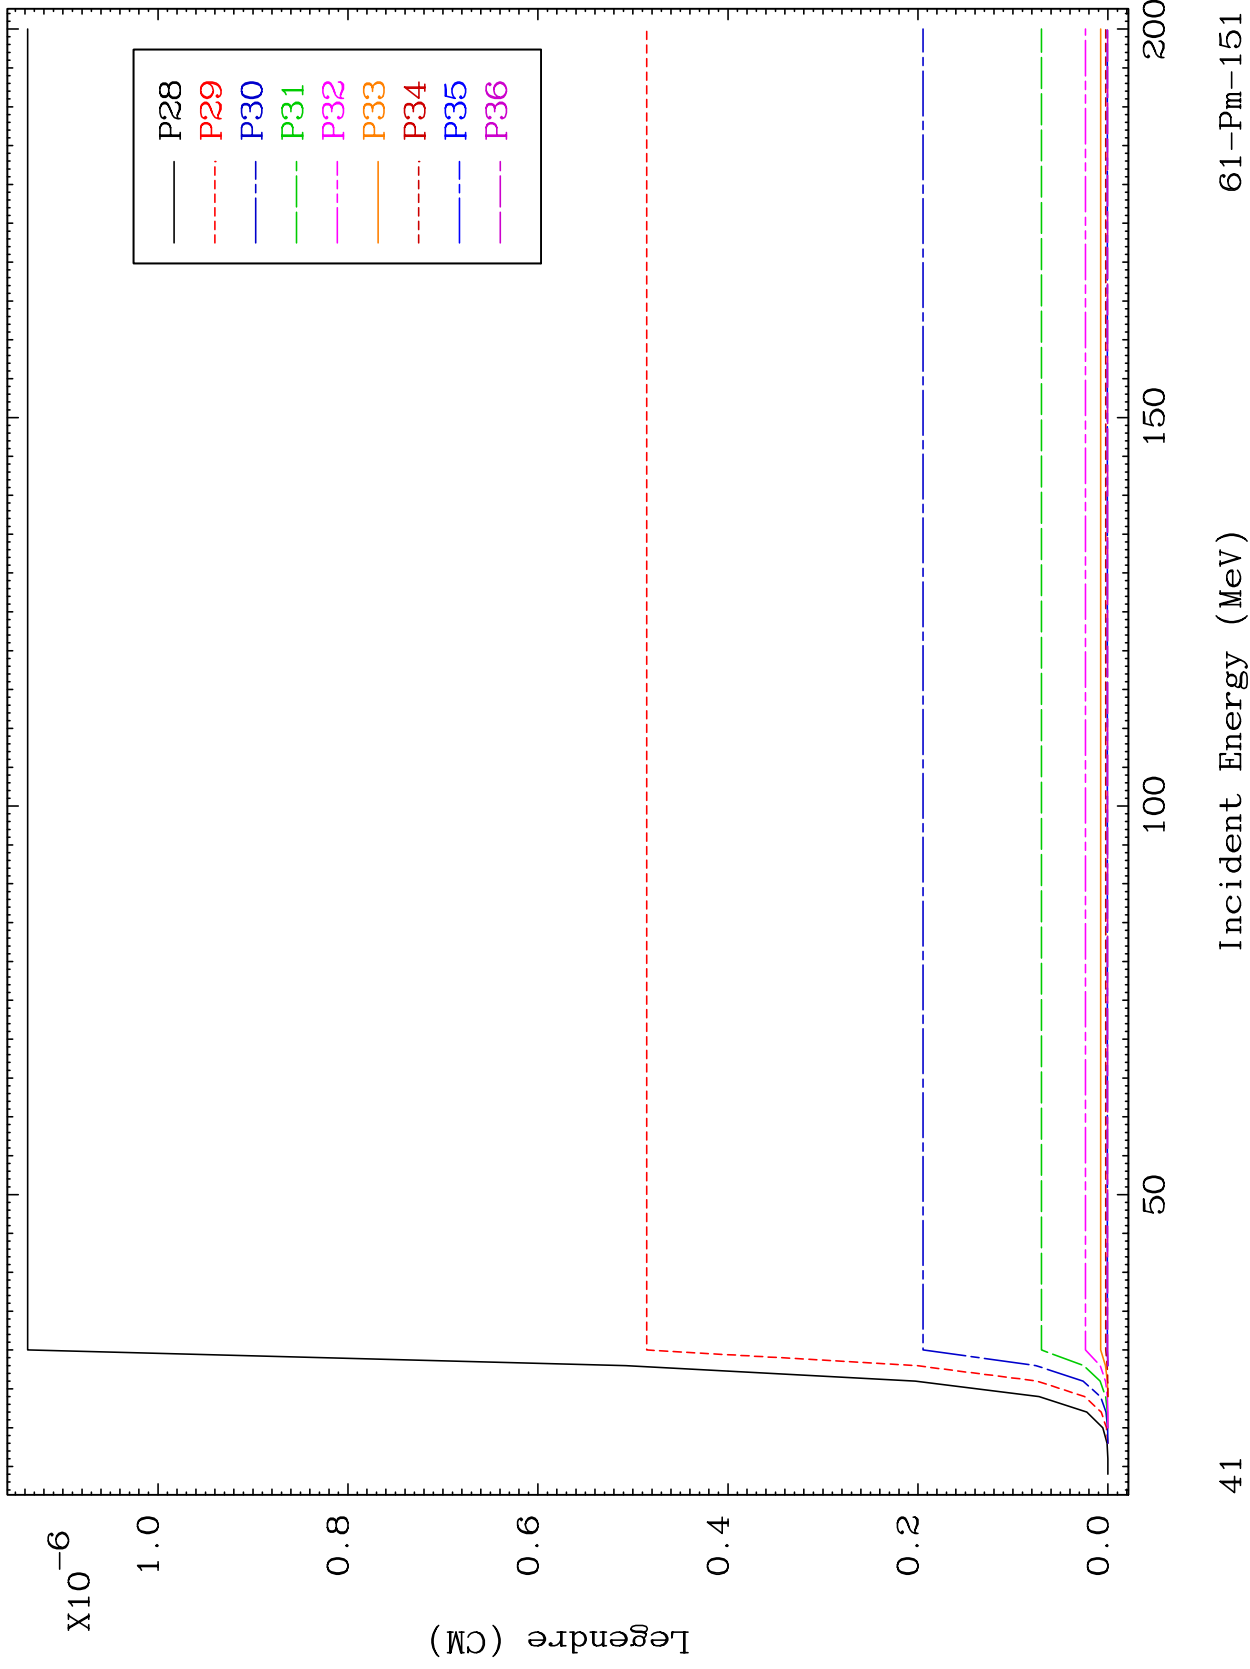 X10-6
1.0
0.8
0.6
0.4
0.2
0.0
Legendre (CM)
P28
P29
P30
P31
P32
P33
P34
P35
P36
50
100
150
200
Incident Energy (MeV)
41
61-Pm-151